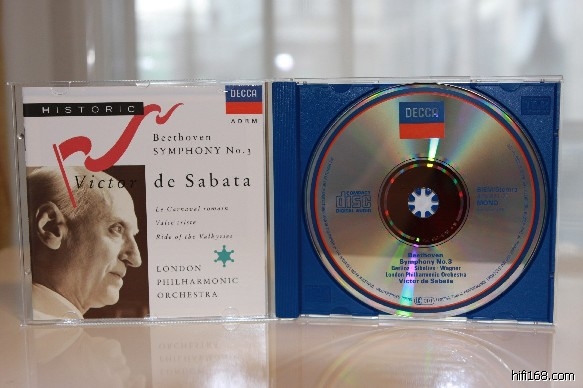 HISTORIC
DECCA
ADRM
Beethoven
SYMPHONY No. 3
Victor de Sabata
Le Carnaval romain
Valse triste
Ride of the Valkyries
LONDON
PHILHARMONIC
ORCHESTRA
DECCA
COMPACT
disc
DIGITAL AUDIO
MONO
Beethoven
Symphony No.3
Berlioz Sibelius Wagner
London Philharmonic Orchestra
Victor de Sabata
hifi168.com